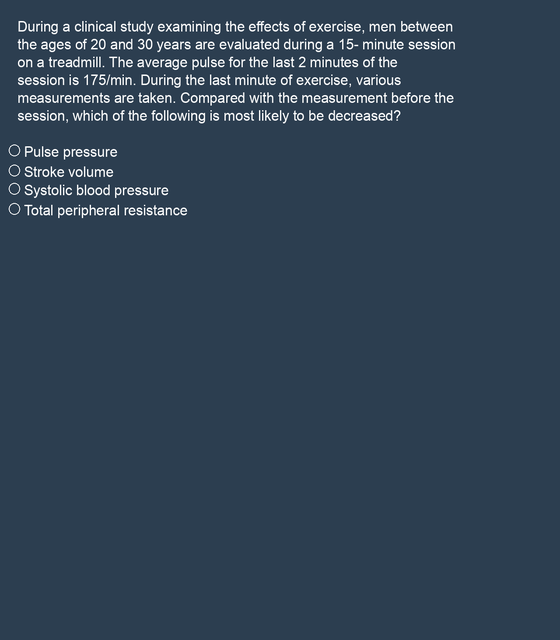 During a clinical study examining the effects of exercise, men between
the ages of 20 and 30 years are evaluated during a 15- minute session
on a treadmill. The average pulse for the last 2 minutes of the
session is 175/min. During the last minute of exercise, various
measurements are taken. Compared with the measurement before the
session, which of the following is most likely to be decreased?
Pulse pressure
Stroke volume
Systolic blood pressure
Total peripheral resistance